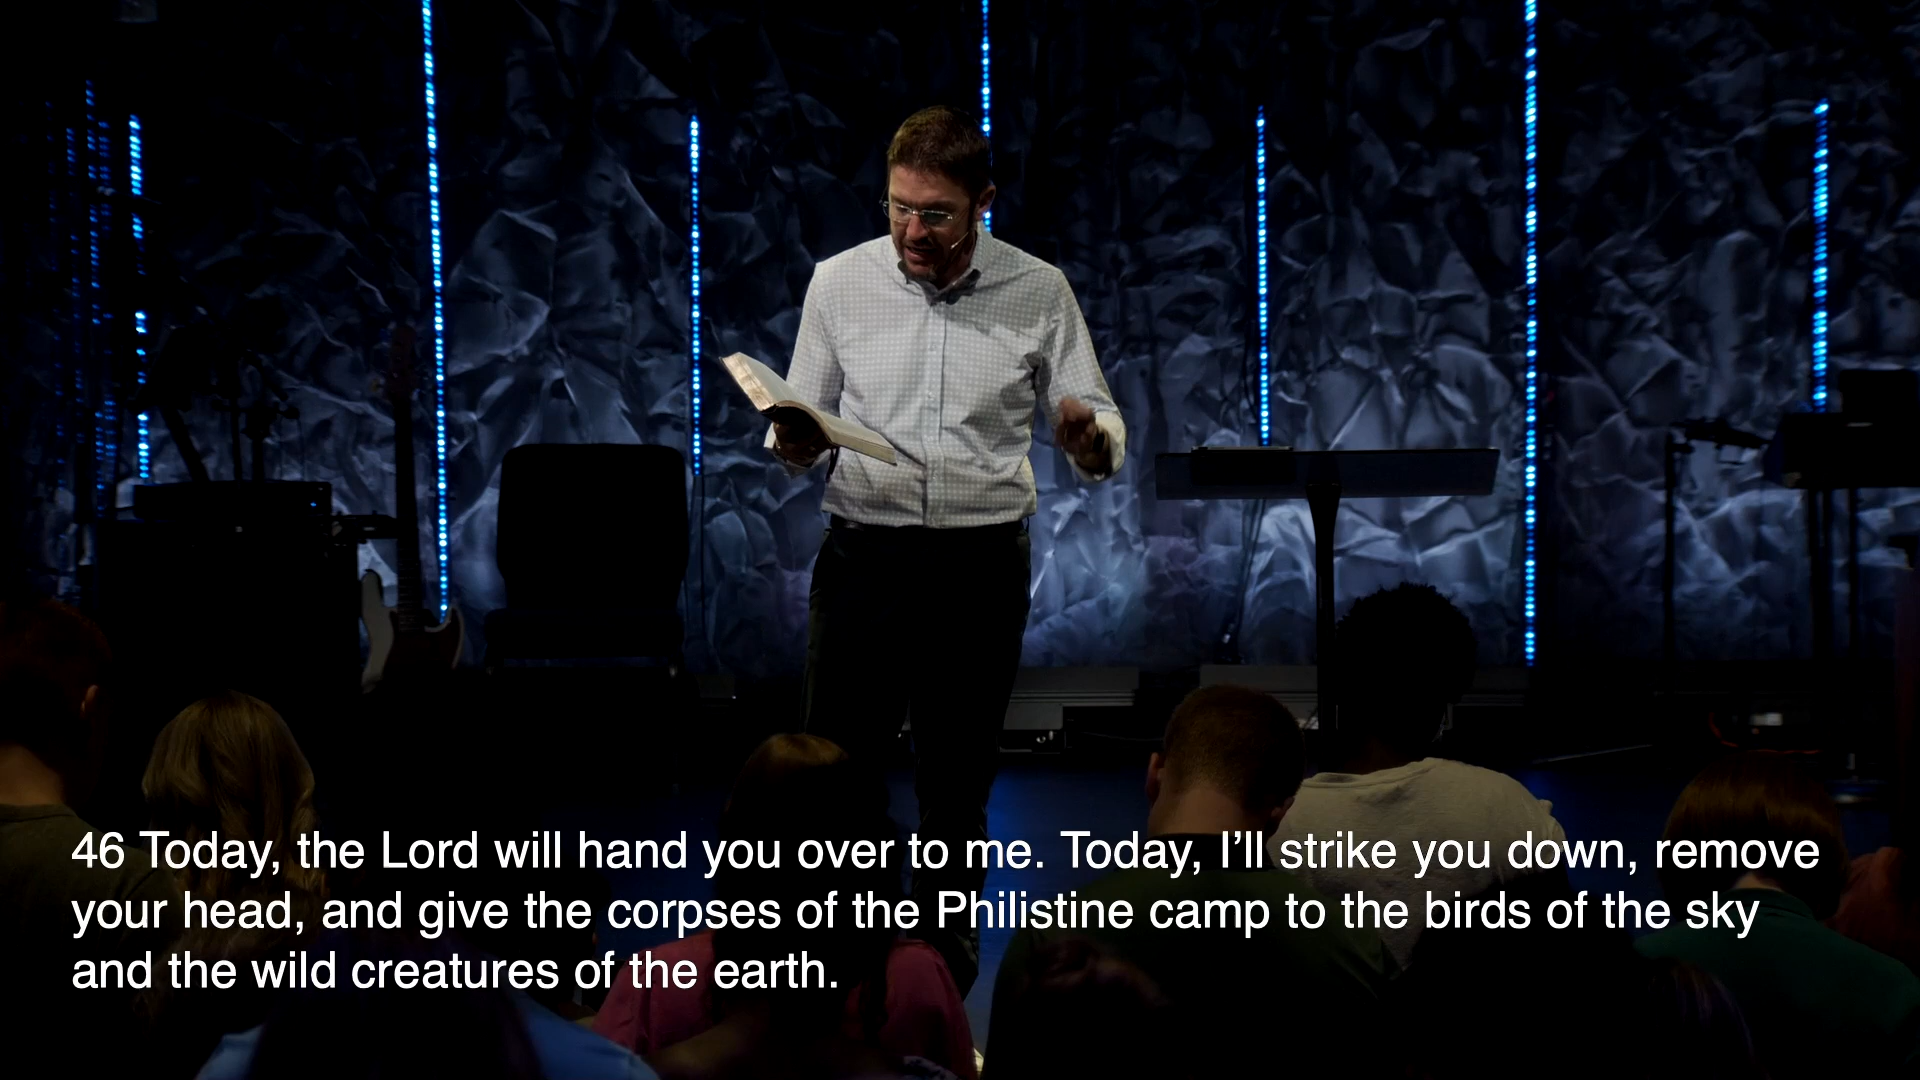 46 Today, the Lord will hand you over to me. Today, I’ll strike you down, remove
your head, and give the corpses of the Philistine camp to the birds of the sky
and the wild creatures of the earth.